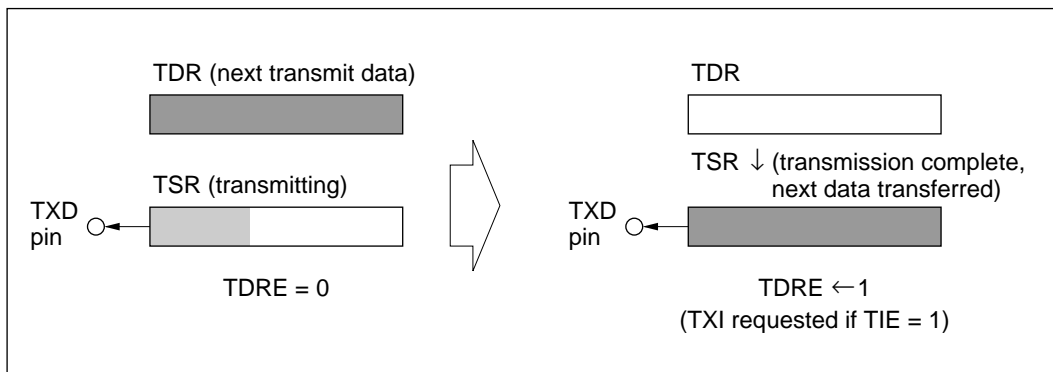 TDR (next transmit data)
TSR (transmitting)
TXD
pin
TDRE = 0
TDR
TSR ↓ (transmission complete,
next data transferred)
TXD
pin
TDRE ←1
(TXI requested if TIE = 1)